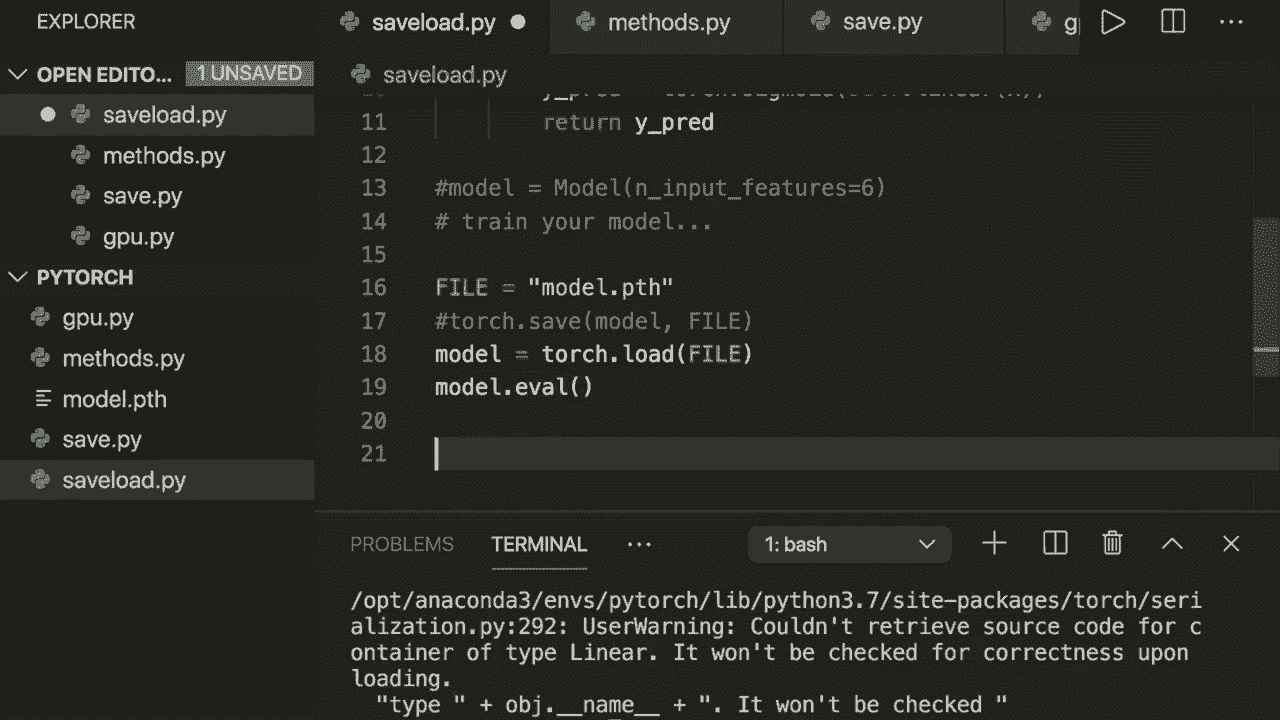 EXPLORER
OPEN EDITO... 1 UNSAVED
saveload.py
methods.py
save.py
gpu.py
PYTORCH
gpu.py
methods.py
model.pth
save.py
saveload.py
saveload.py methods.py save.py
saveload.py
11 return y_pred
12
13 #model = Model(n_input_features=6)
14 # train your model...
15
16 FILE = "model.pth"
17 #torch.save(model, FILE)
18 model = torch.load(FILE)
19 model.eval()
20
21
PROBLEMS TERMINAL ... 1: bash
/opt/anaconda3/envs/pytorch/lib/python3.7/site-packages/torch/seri
alization.py:292: UserWarning: Couldn't retrieve source code for c
ontainer of type Linear. It won't be checked for correctness upon
loading.
"type " + obj.__name__ + ". It won't be checked "